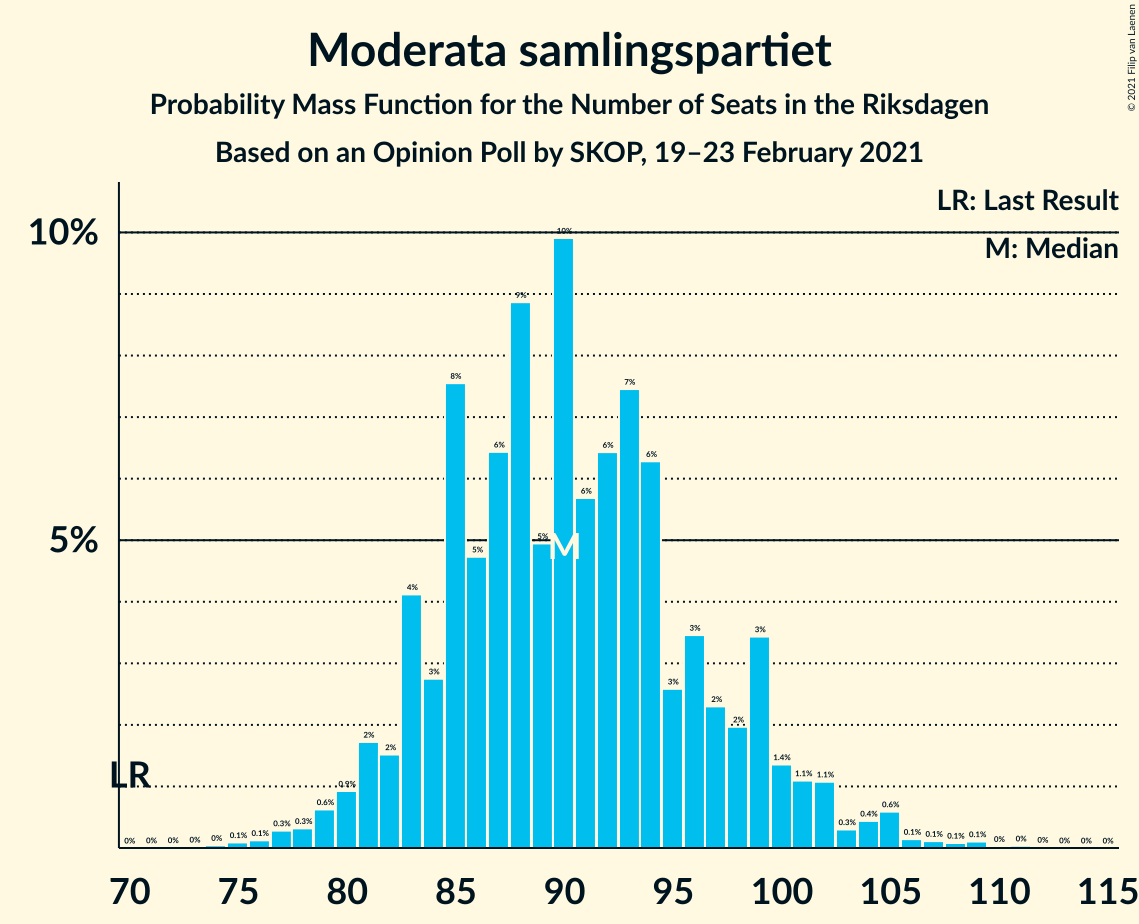 © 2021 Filip van Laenen
Moderata samlingspartiet
Probability Mass Function for the Number of Seats in the Riksdagen
Based on an Opinion Poll by SKOP, 19–23 February 2021
LR: Last Result
M: Median
10%
5%
LR
M
0% 0% 0% 0% 0% 0.1% 0.1% 0.3% 0.3% 0.6% 0.9% 2% 2% 4% 3% 8% 5% 6% 9% 5% 10% 6% 6% 7% 6% 3% 3% 2% 2% 3% 1.4% 1.1% 1.1% 0.3% 0.4% 0.6% 0.1% 0.1% 0.1% 0.1% 0% 0% 0% 0% 0% 0%
70 75 80 85 90 95 100 105 110 115